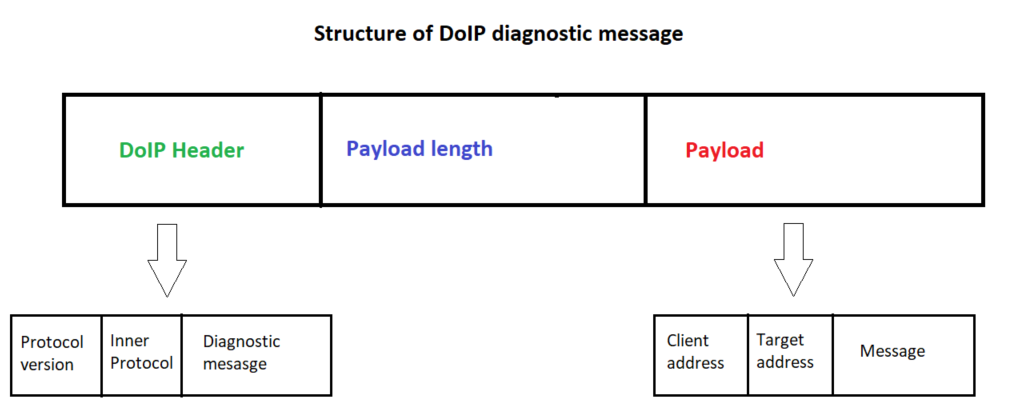 Structure of DoIP diagnostic message
DoIP Header
Payload length
Payload
Protocol
version
Inner
Protocol
Diagnostic
mesasge
Client
address
Target
address
Message